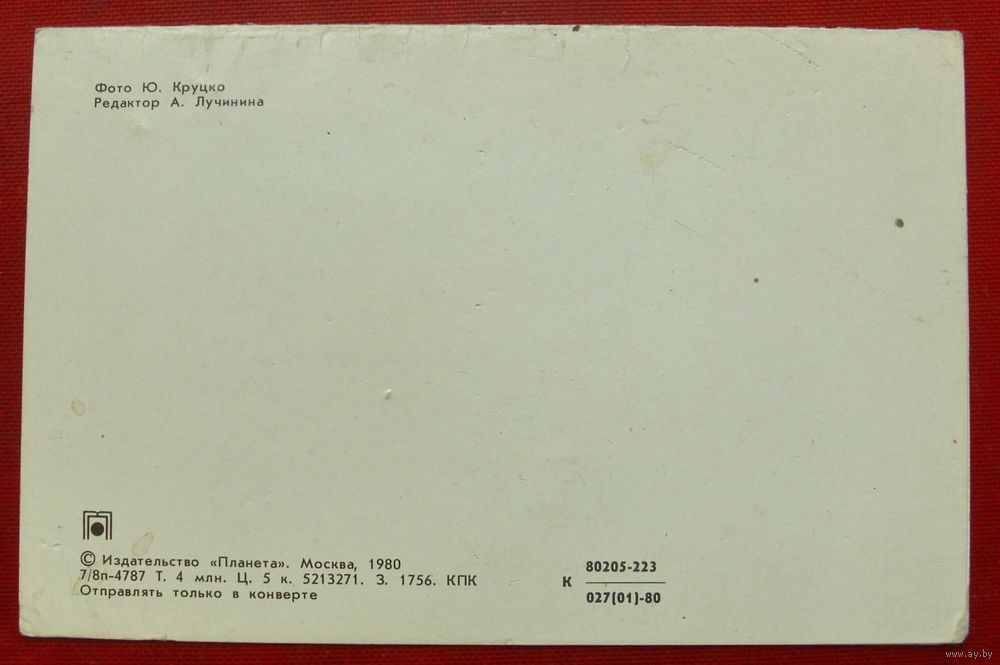 Фото Ю. Круцко
Редактор А. Лучинина
© Издательство «Планета». Москва, 1980
7/8п-4787 Т. 4 млн. Ц. 5 к. 5213271. З. 1756. КПК
Отправлять только в конверте
80205-223
К
027(01)-80
www.ay.by